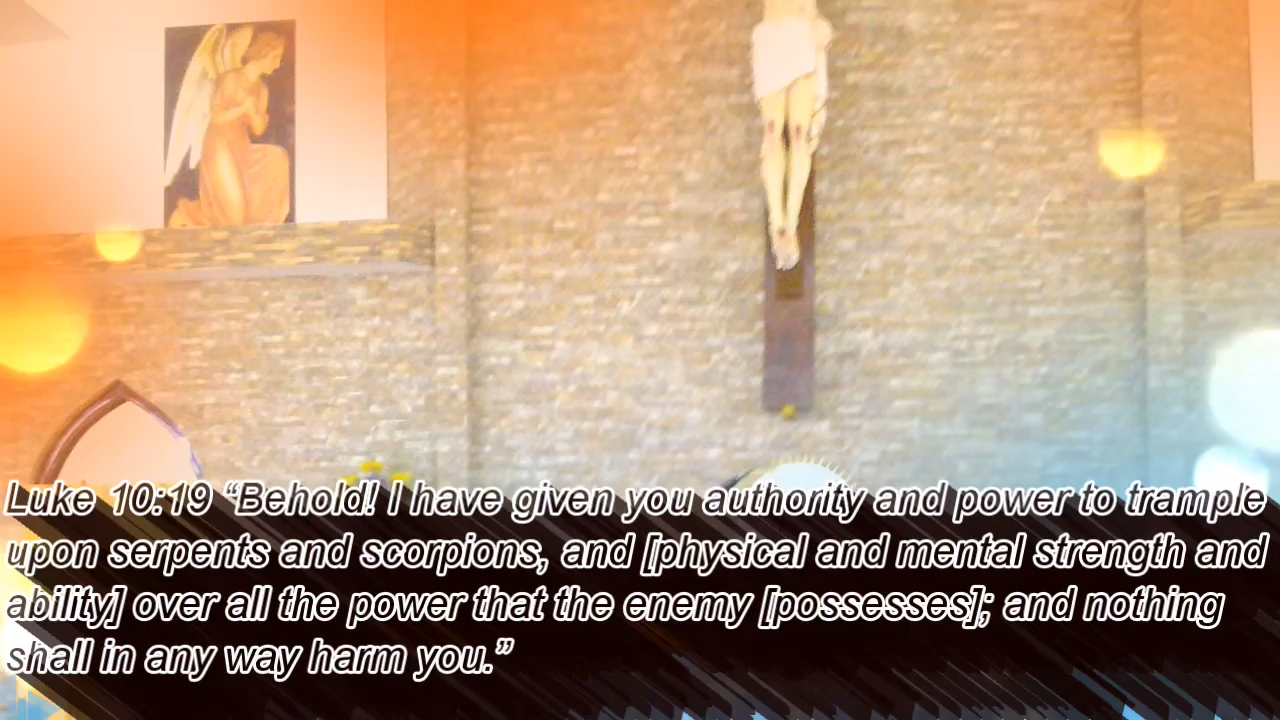 Luke 10:19 “Behold! I have given you authority and power to trample
upon serpents and scorpions, and [physical and mental strength and
ability] over all the power that the enemy [possesses]; and nothing
shall in any way harm you.”